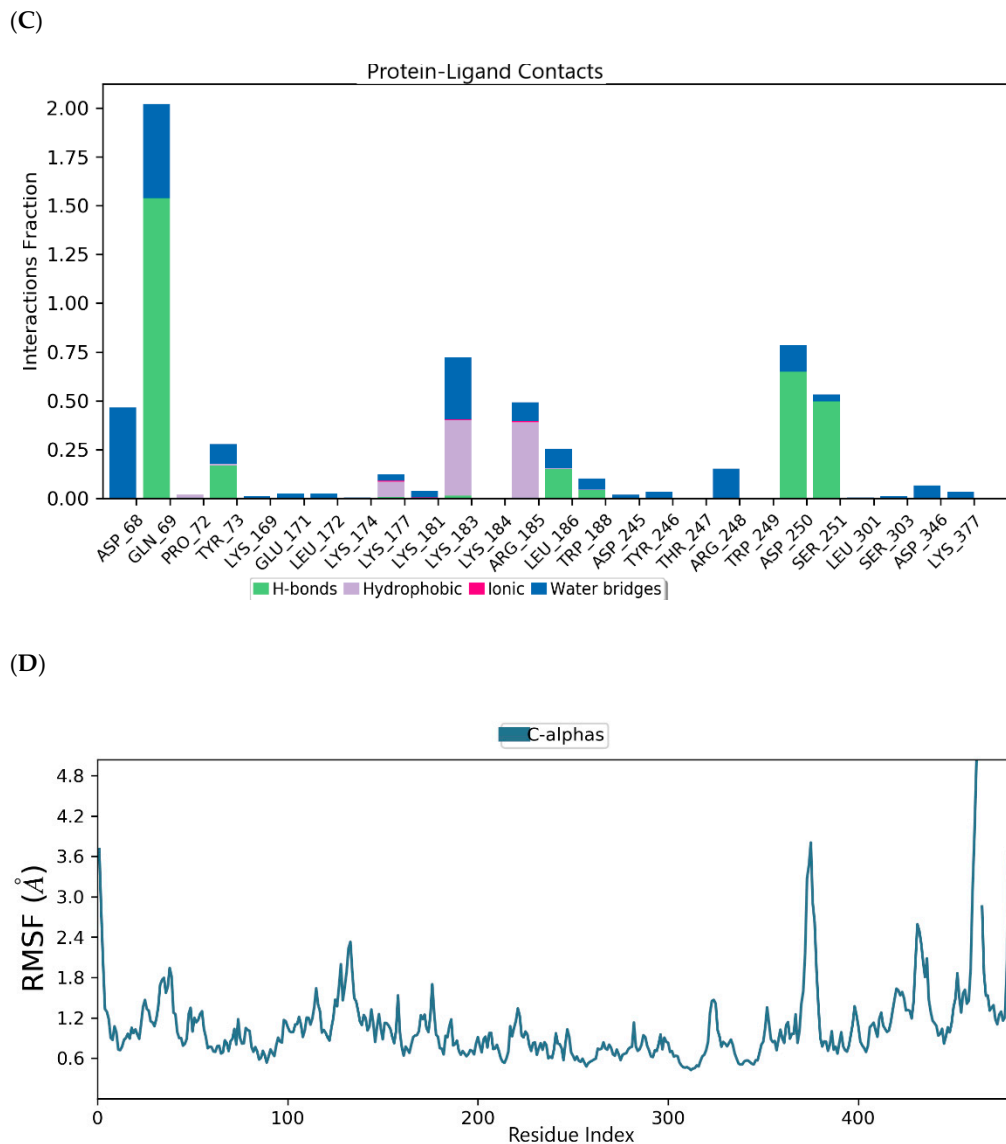 (C)
Protein-Ligand Contacts
Interactions Fraction
2.00
1.75
1.50
1.25
1.00
0.75
0.50
0.25
0.00
ASP_68
GLN_69
PRO_72
TYR_73
LYS_169
GLU_171
LEU_172
LYS_174
LYS_177
LYS_181
LYS_183
LYS_184
ARG_185
LEU_186
TRP_188
ASP_245
TYR_246
THR_247
ARG_248
TRP_249
ASP_250
SER_251
LEU_301
SER_303
ASP_346
LYS_377
H-bonds Hydrophobic Ionic Water bridges
(D)
C-alphas
RMSF (Å)
4.8
4.2
3.6
3.0
2.4
1.8
1.2
0.6
0 100 200 300 400
Residue Index